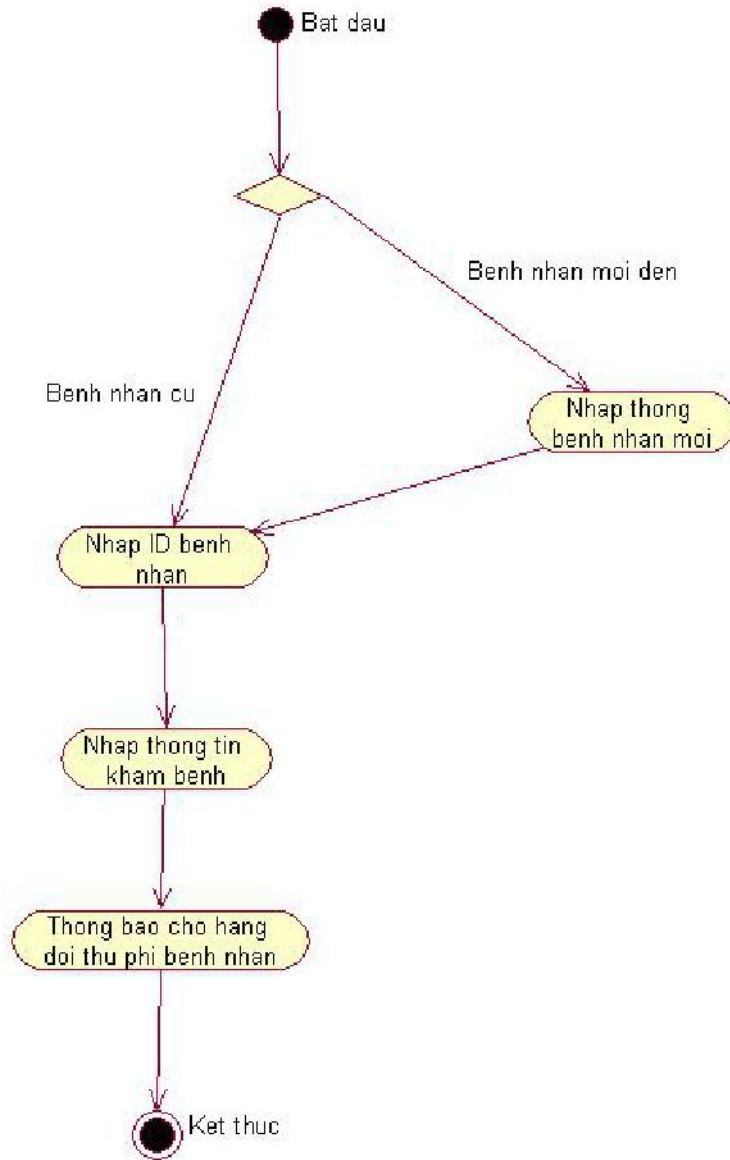 Bat dau
Benh nhan moi den
Benh nhan cu
Nhap thong
benh nhan moi
Nhap ID benh
nhan
Nhap thong tin
kham benh
Thong bao cho hang
doi thu phi benh nhan
Ket thuc